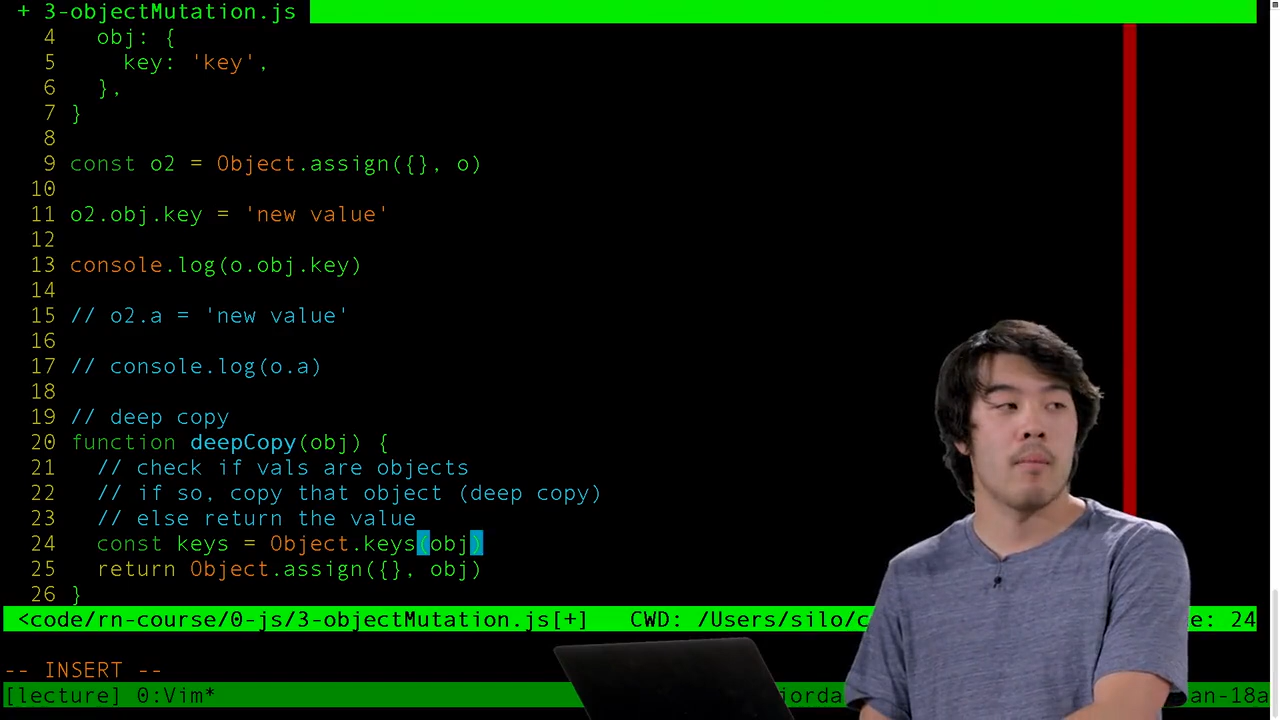 + 3-objectMutation.js
4 obj: {
5 key: 'key',
6 },
7 }
8
9 const o2 = Object.assign({}, o)
10
11 o2.obj.key = 'new value'
12
13 console.log(o.obj.key)
14
15 // o2.a = 'new value'
16
17 // console.log(o.a)
18
19 // deep copy
20 function deepCopy(obj) {
21 // check if vals are objects
22 // if so, copy that object (deep copy)
23 // else return the value
24 const keys = Object.keys(obj)
25 return Object.assign({}, obj)
26 }
<code/rn-course/0-js/3-objectMutation.js[+] CWD: /Users/silo/c e: 24
-- INSERT --
[lecture] 0:Vim* jorda an-18a